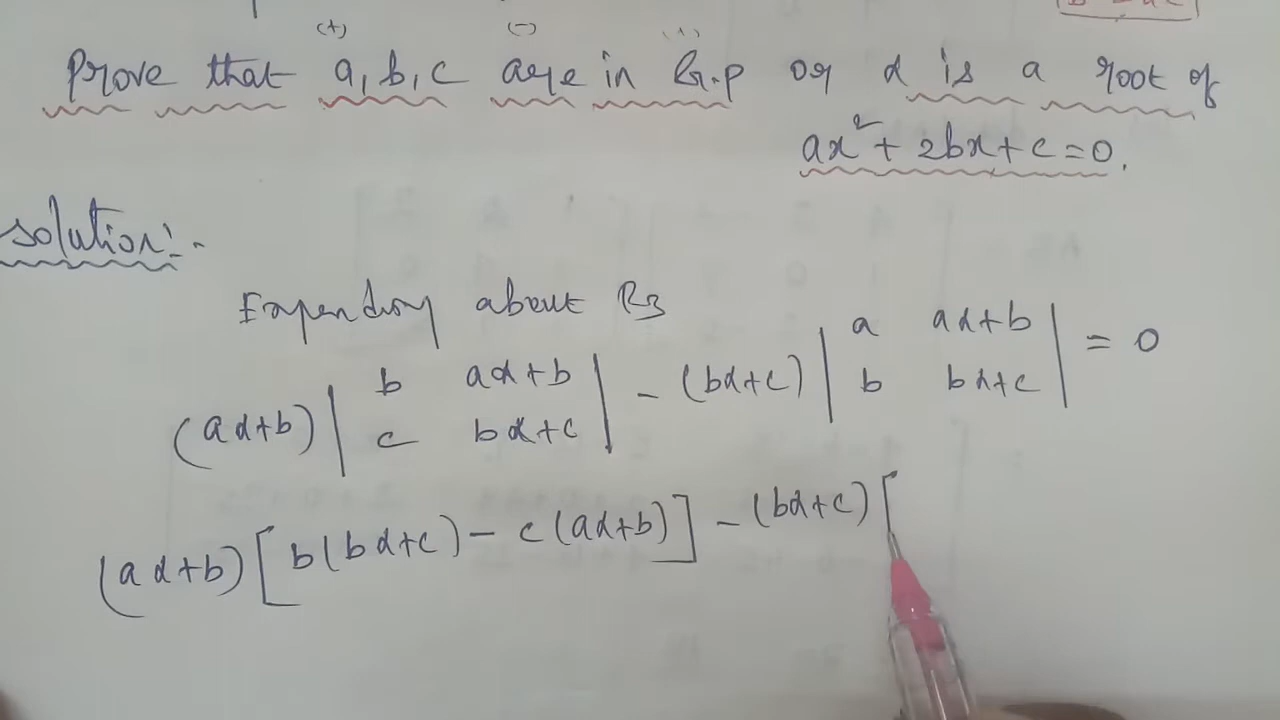 (+) (-) (+)
Prove that a, b, c are in G.P or α is a root of
ax² + 2bx + c = 0.
Solution:-
Expanding about R3
(aα+b) | b aα+b | - (bα+c) | a aα+b | = 0
| c bα+c | | b bα+c |
(aα+b) [ b(bα+c) - c(aα+b) ] - (bα+c) [